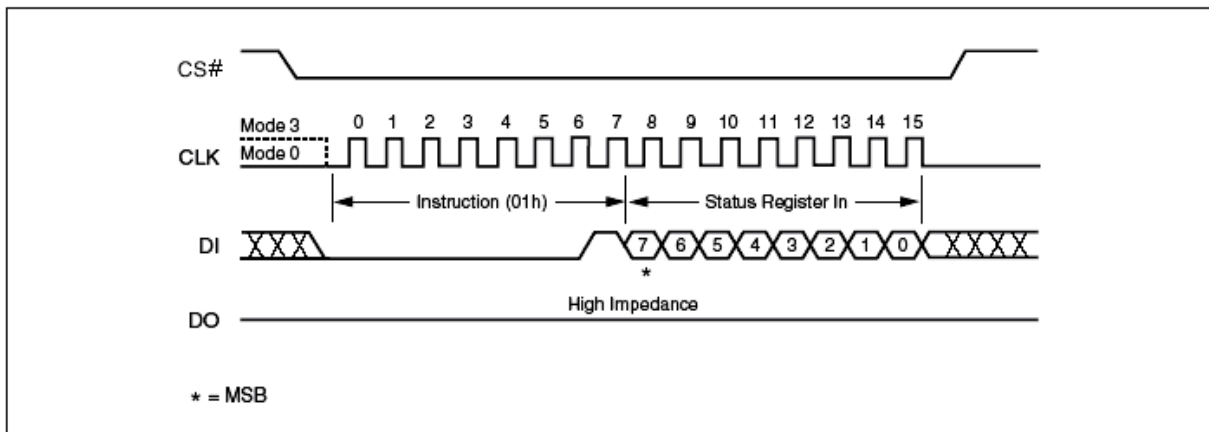 CS#
Mode 3
0 1 2 3 4 5 6 7 8 9 10 11 12 13 14 15
CLK
Mode 0
Instruction (01h) Status Register In
DI 7 6 5 4 3 2 1 0
*
High Impedance
DO
* = MSB